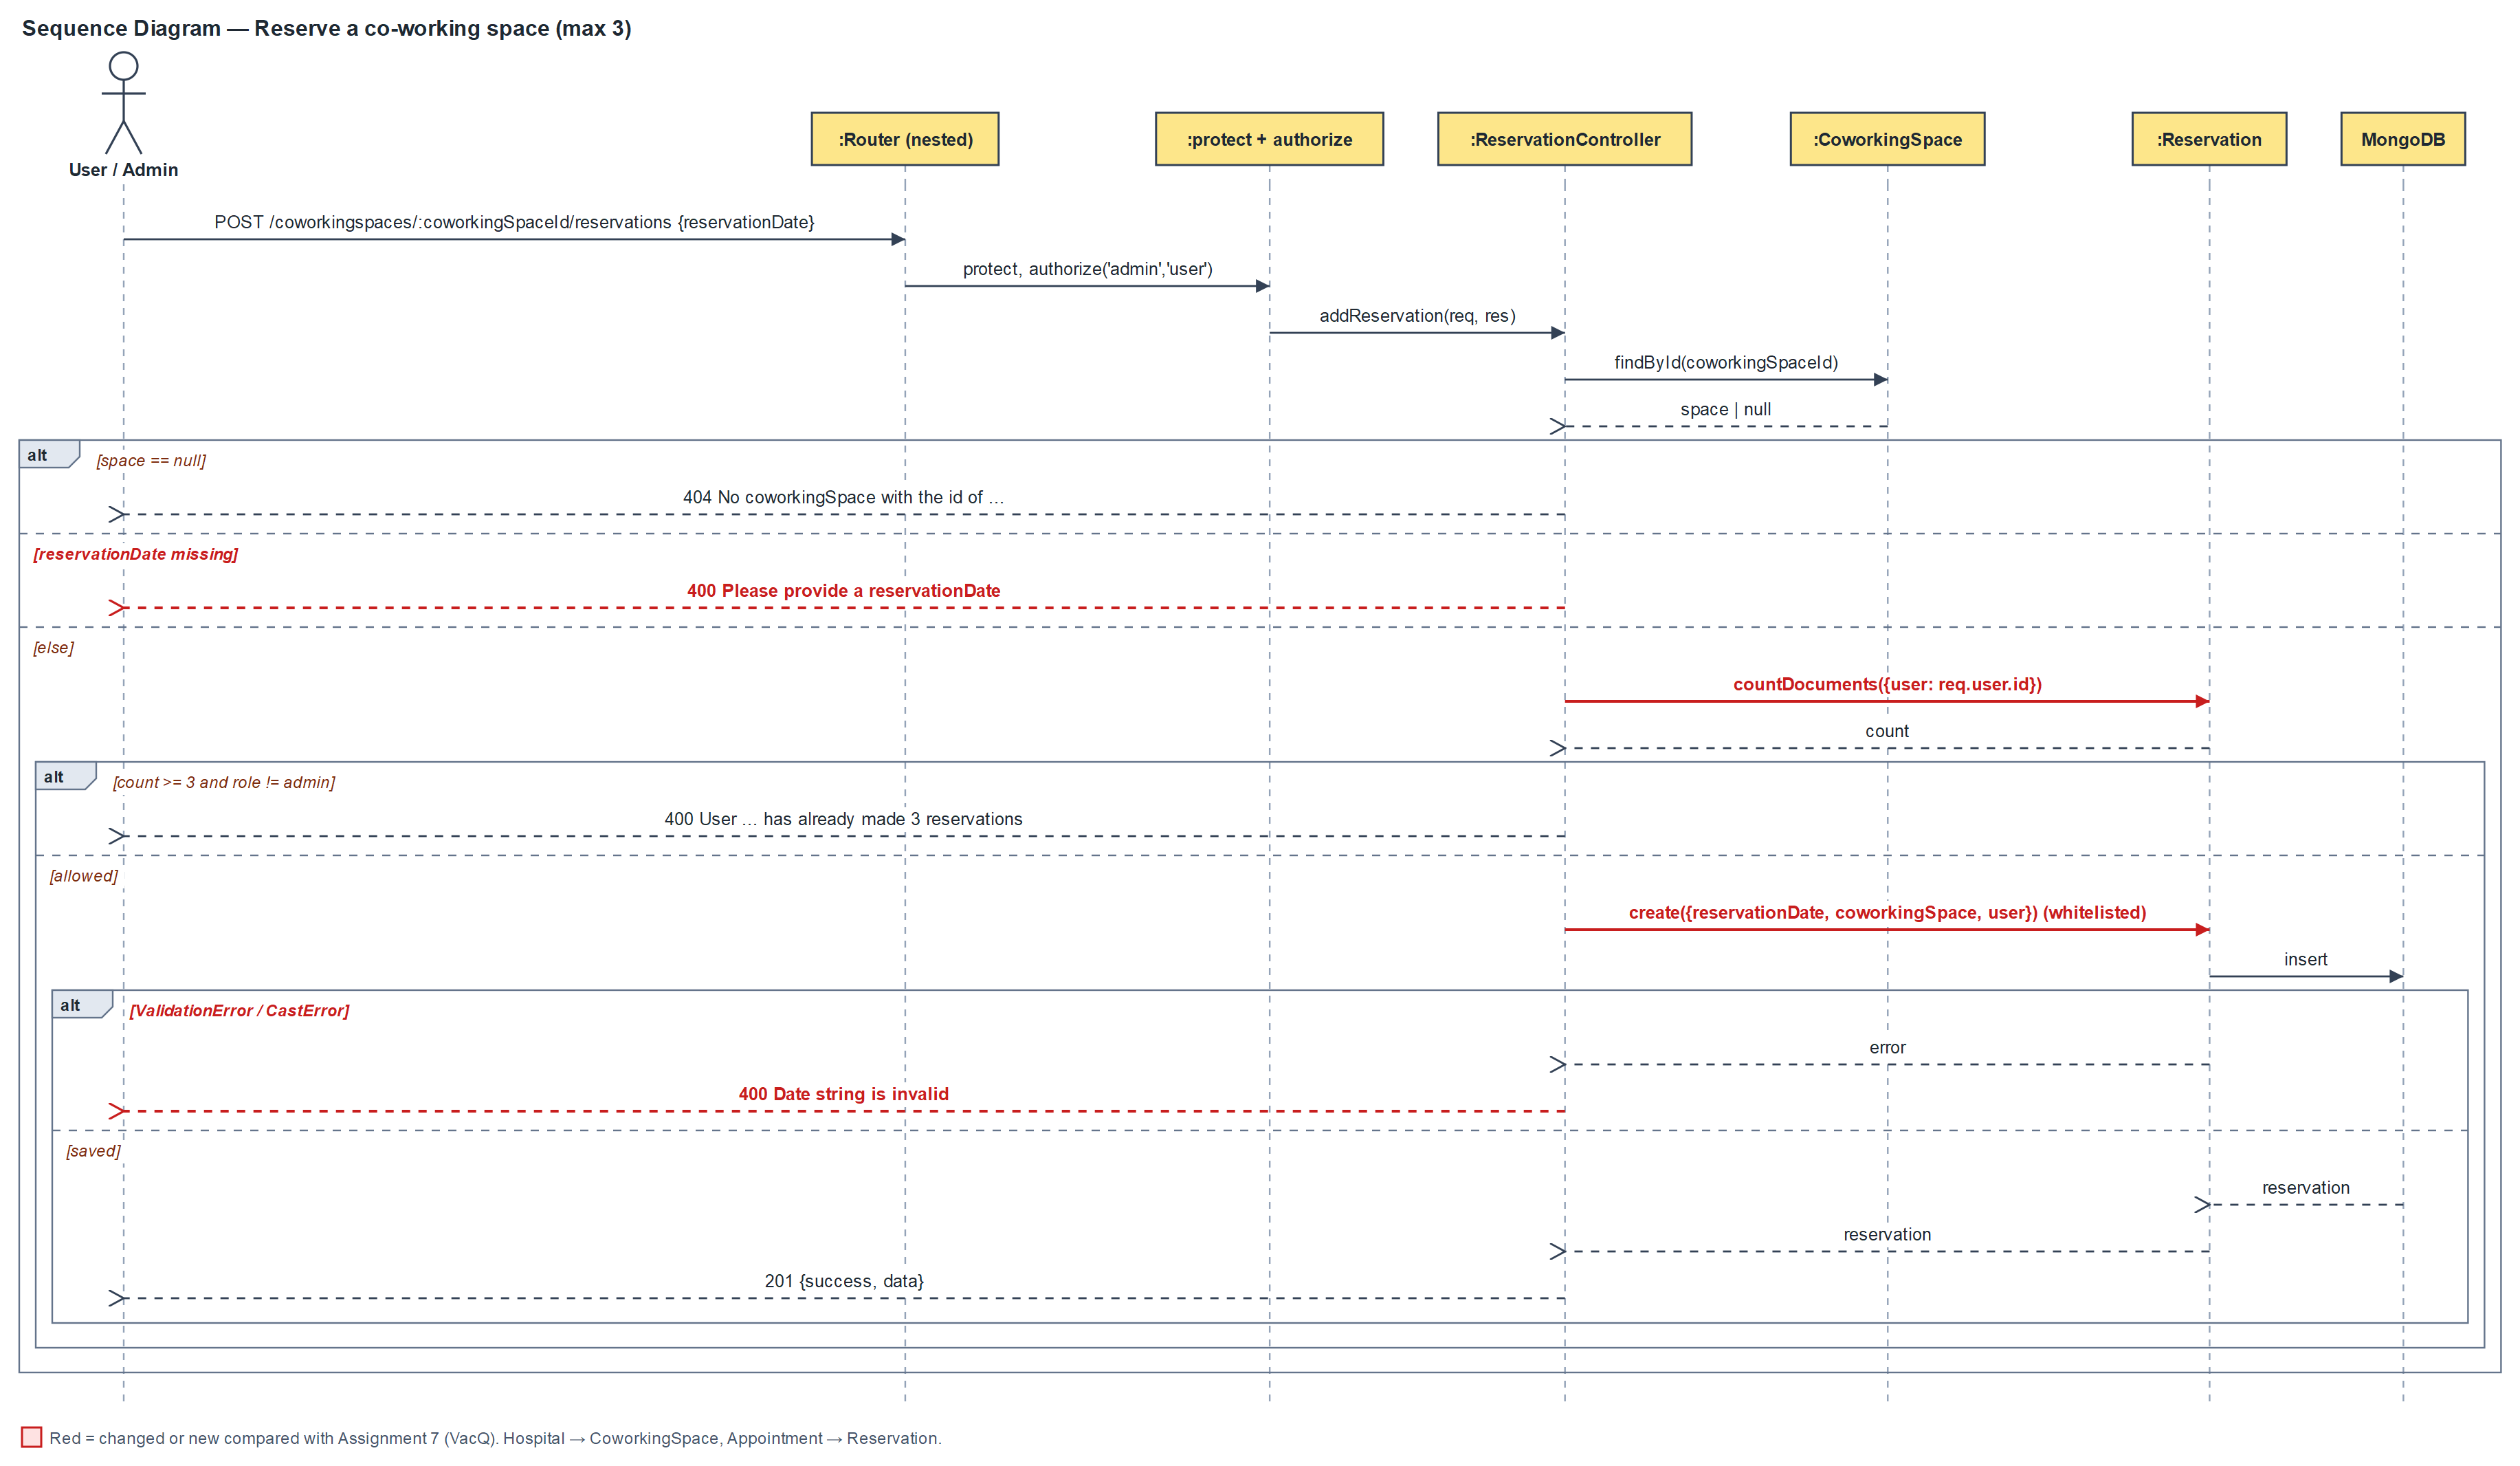 Sequence Diagram — Reserve a co-working space (max 3)
User / Admin
:Router (nested)
:protect + authorize
:ReservationController
:CoworkingSpace
:Reservation
MongoDB
POST /coworkingspaces/:coworkingSpaceId/reservations {reservationDate}
protect, authorize('admin','user')
addReservation(req, res)
findById(coworkingSpaceId)
space | null
alt
[space == null]
404 No coworkingSpace with the id of ...
[reservationDate missing]
400 Please provide a reservationDate
[else]
countDocuments({user: req.user.id})
count
alt
[count >= 3 and role != admin]
400 User ... has already made 3 reservations
[allowed]
create({reservationDate, coworkingSpace, user}) (whitelisted)
insert
alt
[ValidationError / CastError]
error
400 Date string is invalid
[saved]
reservation
reservation
201 {success, data}
Red = changed or new compared with Assignment 7 (VacQ). Hospital → CoworkingSpace, Appointment → Reservation.